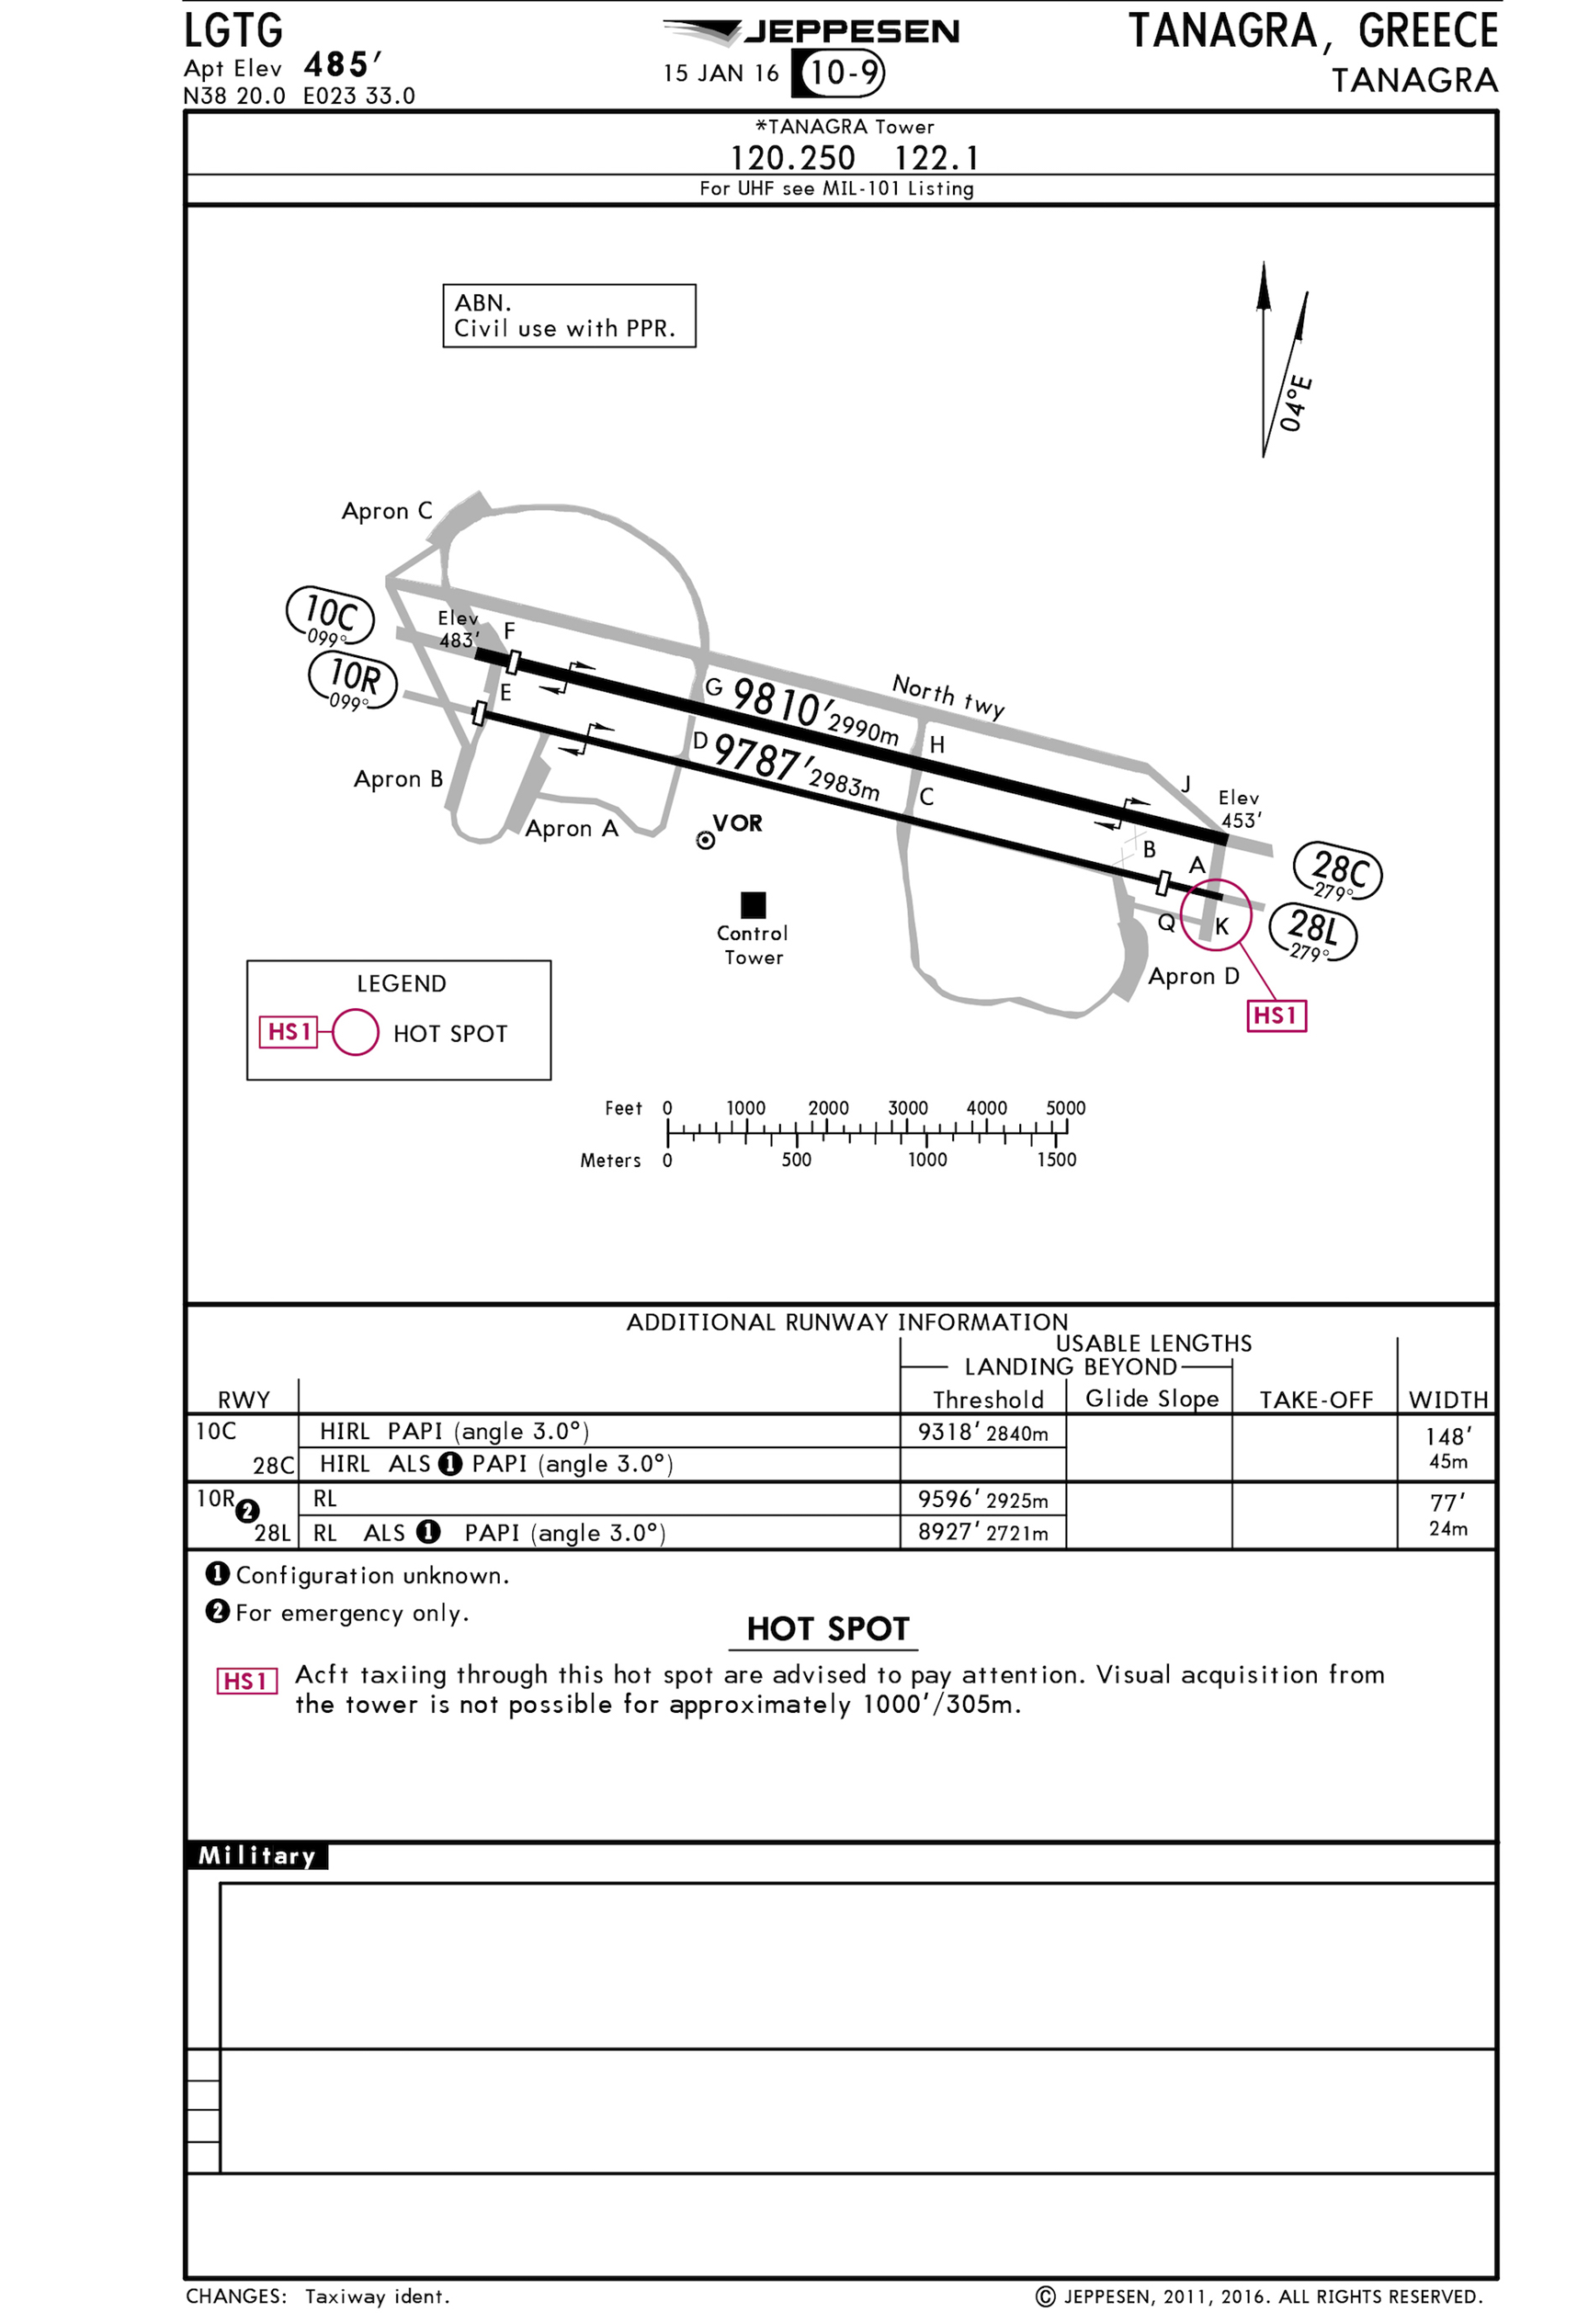 LGTG
Apt Elev 485'
N38 20.0 E023 33.0
JEPPESEN
15 JAN 16 10-9
TANAGRA, GREECE
TANAGRA
*TANAGRA Tower
120.250 122.1
For UHF see MIL-101 Listing
ABN.
Civil use with PPR.
04°E
Apron C
10C
099°
Elev
483'
F
10R
099°
E
North twy
G 9810' 2990m
H
D 9787' 2983m
C
J
Elev
453'
Apron B
Apron A
VOR
B
A
28C
279°
Control
Tower
Q
K
28L
279°
Apron D
HS1
LEGEND
HS1 HOT SPOT
Feet 0 1000 2000 3000 4000 5000
Meters 0 500 1000 1500
ADDITIONAL RUNWAY INFORMATION
USABLE LENGTHS
LANDING BEYOND
RWY Threshold Glide Slope TAKE-OFF WIDTH
10C HIRL PAPI (angle 3.0°) 9318' 2840m 148'
28C HIRL ALS 1 PAPI (angle 3.0°) 45m
10R 2 RL 9596' 2925m 77'
28L RL ALS 1 PAPI (angle 3.0°) 8927' 2721m 24m
1 Configuration unknown.
2 For emergency only.
HOT SPOT
HS1 Acft taxiing through this hot spot are advised to pay attention. Visual acquisition from
the tower is not possible for approximately 1000'/305m.
Military
CHANGES: Taxiway ident.
© JEPPESEN, 2011, 2016. ALL RIGHTS RESERVED.